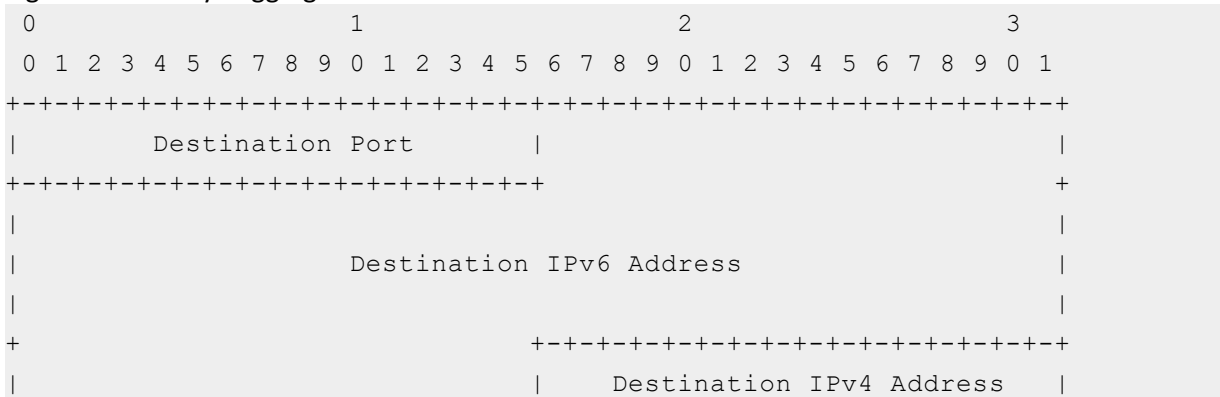 0                   1                   2                   3
 0 1 2 3 4 5 6 7 8 9 0 1 2 3 4 5 6 7 8 9 0 1 2 3 4 5 6 7 8 9 0 1
+-+-+-+-+-+-+-+-+-+-+-+-+-+-+-+-+-+-+-+-+-+-+-+-+-+-+-+-+-+-+-+-+
|        Destination Port       |                               |
+-+-+-+-+-+-+-+-+-+-+-+-+-+-+-+-+                               +
|                                                               |
|                    Destination IPv6 Address                   |
|                                                               |
+                               +-+-+-+-+-+-+-+-+-+-+-+-+-+-+-+-+
|                               |    Destination IPv4 Address   |